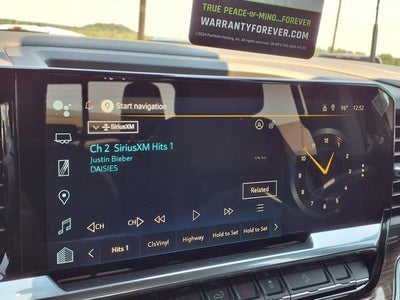 TRUE PEACE-OF-MIND...FOREVER
WARRANTYFOREVER.COM
Start navigation
96°
12:52
SiriusXM
Ch 2 SiriusXM Hits 1
Justin Bieber
DAISIES
Related
CH
CH
Hits 1
ClsVinyl
Highway
Hold to Set
Hold to Set